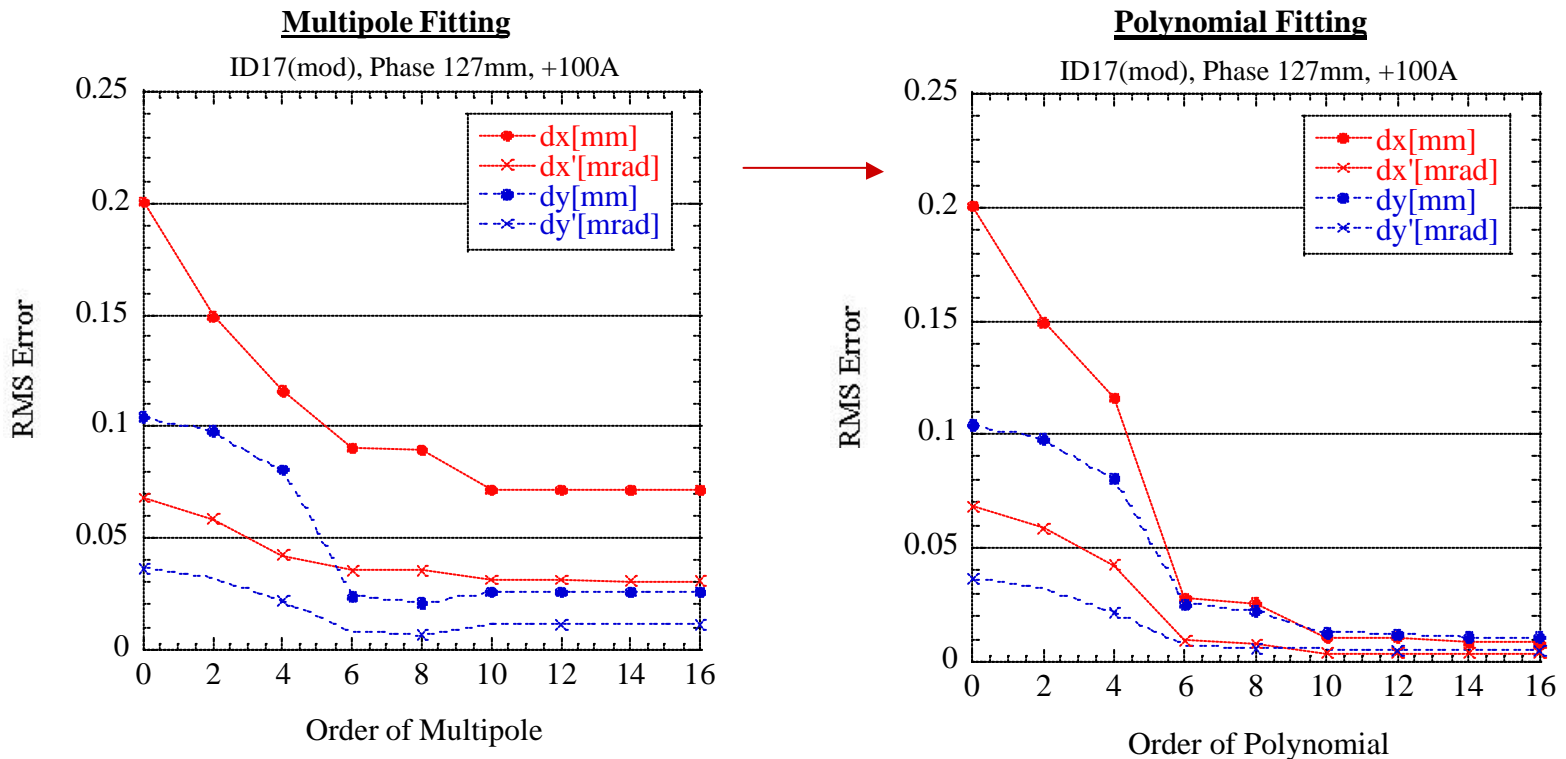 Multipole Fitting
ID17(mod), Phase 127mm, +100A
0.25
0.2
0.15
0.1
0.05
0
RMS Error
dx[mm]
dx'[mrad]
dy[mm]
dy'[mrad]
0 2 4 6 8 10 12 14 16
Order of Multipole
Polynomial Fitting
ID17(mod), Phase 127mm, +100A
0.25
0.2
0.15
0.1
0.05
0
RMS Error
dx[mm]
dx'[mrad]
dy[mm]
dy'[mrad]
0 2 4 6 8 10 12 14 16
Order of Polynomial